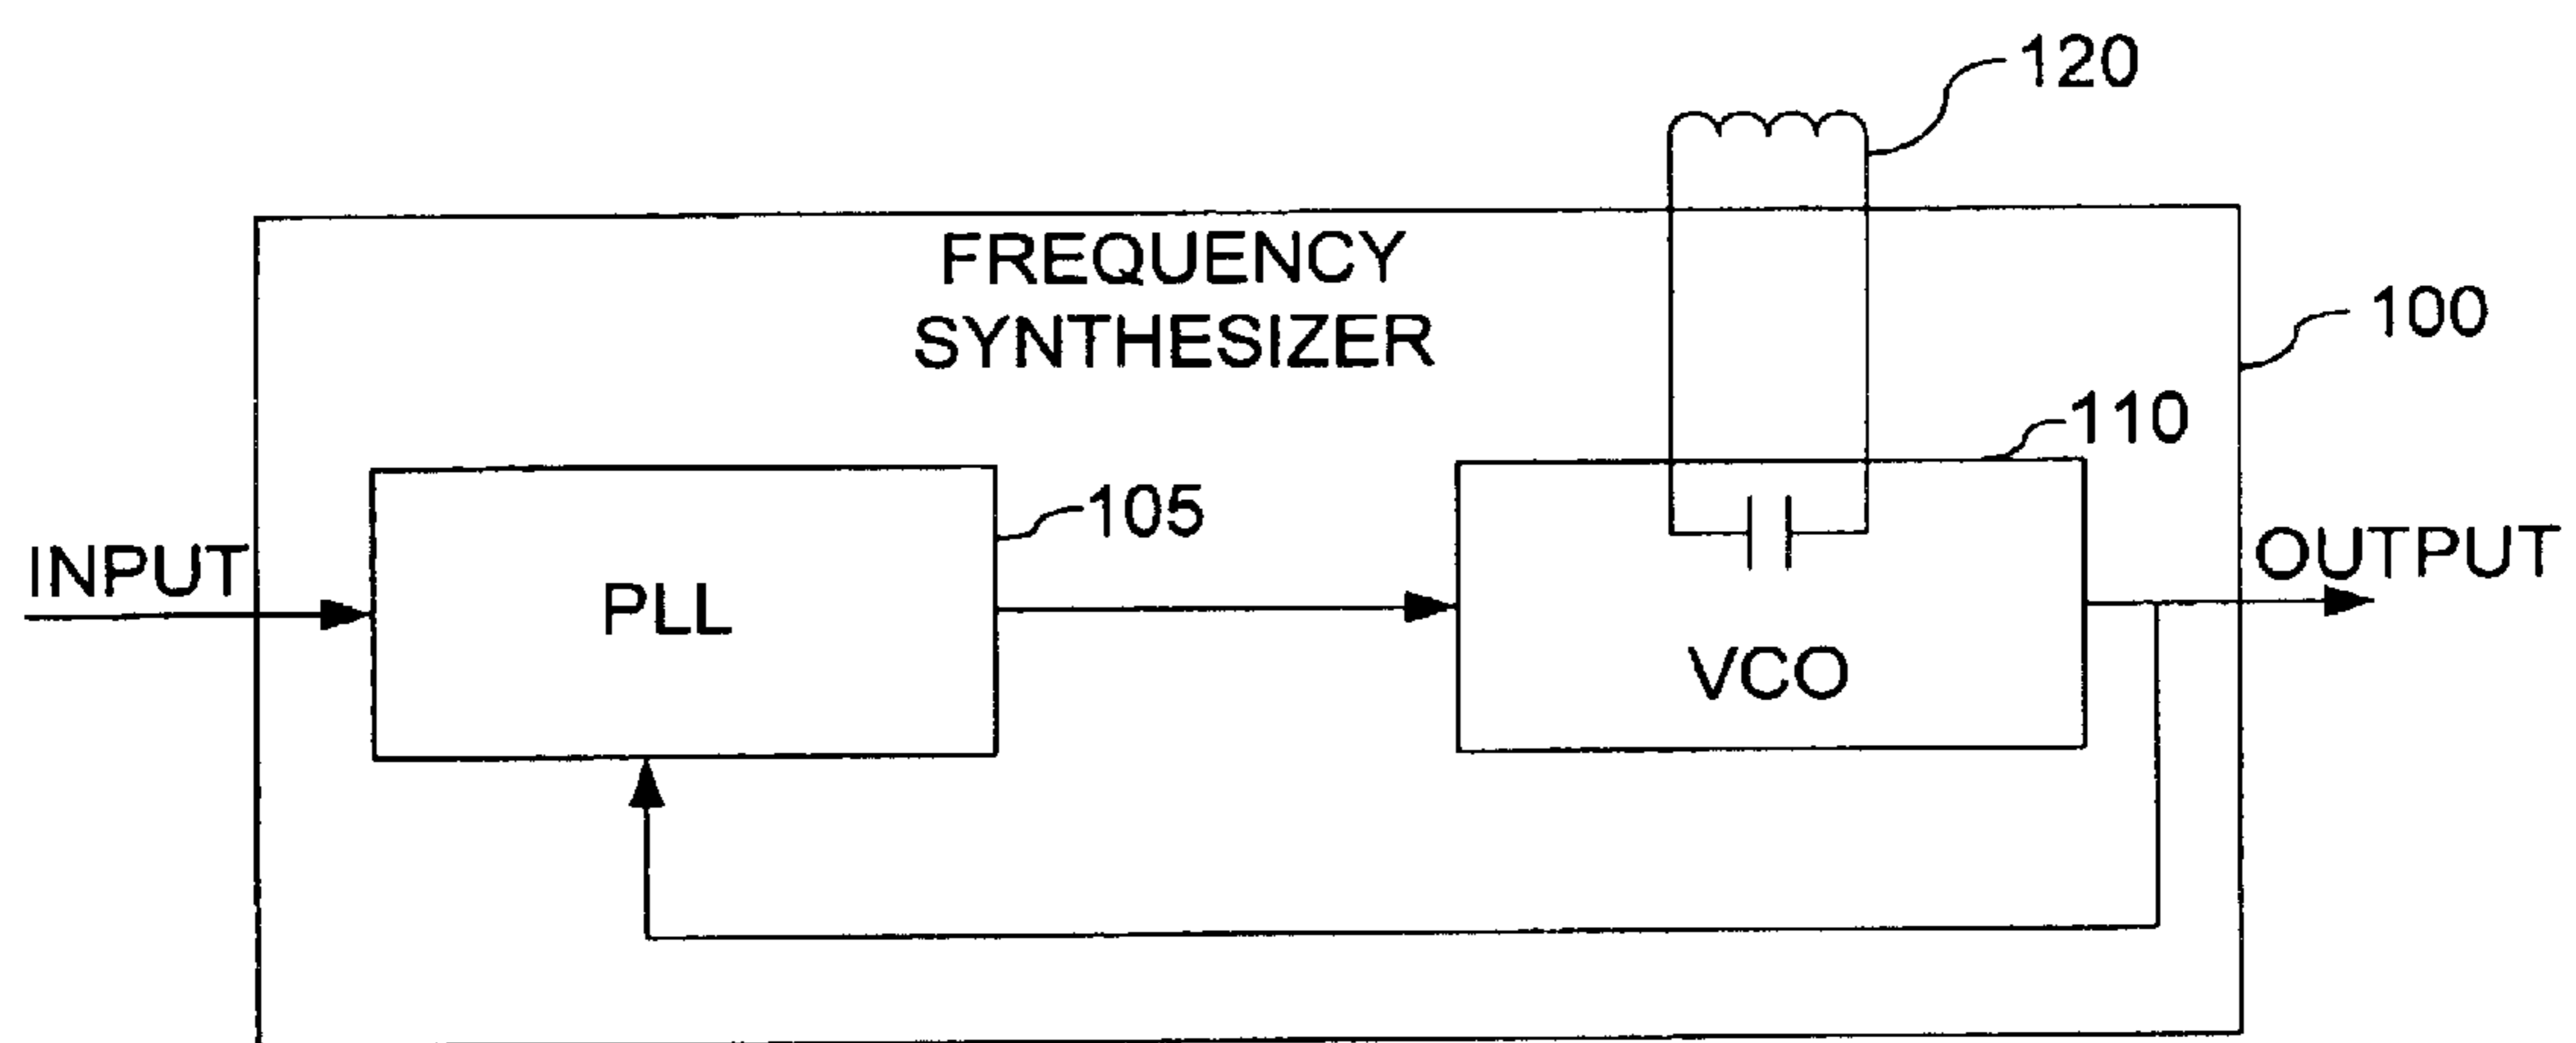 120
FREQUENCY
SYNTHESIZER
100
110
105
INPUT
PLL
VCO
OUTPUT